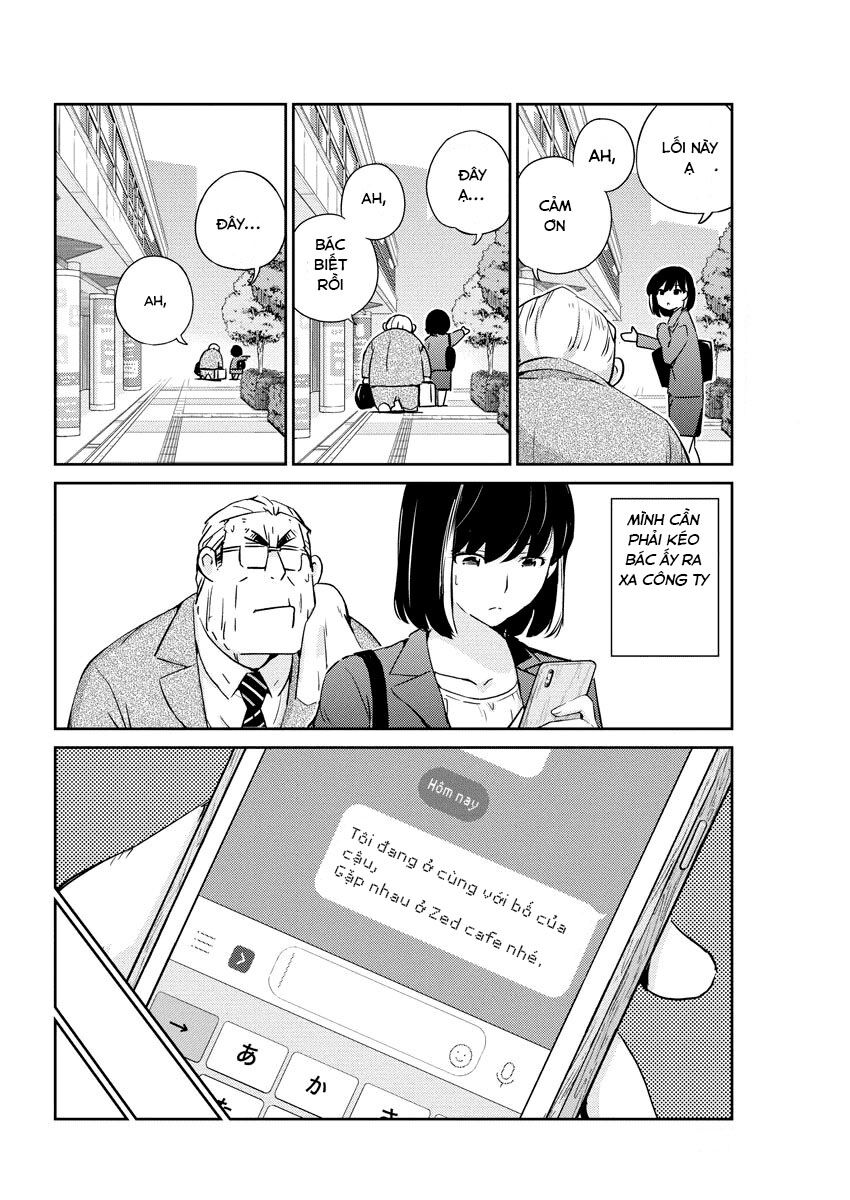 LỐI NÀY
Ạ
AH,
CẢM
ƠN
ĐÂY
Ạ...
AH,
BÁC
BIẾT
RỒI
ĐÂY...
AH,
MÌNH CẦN
PHẢI KÉO
BÁC ẤY RA
XA CÔNG TY
Hôm nay
Tôi đang ở cùng với bố của
cậu,
Gặp nhau ở Zed cafe nhé.
→
あ
か
さ